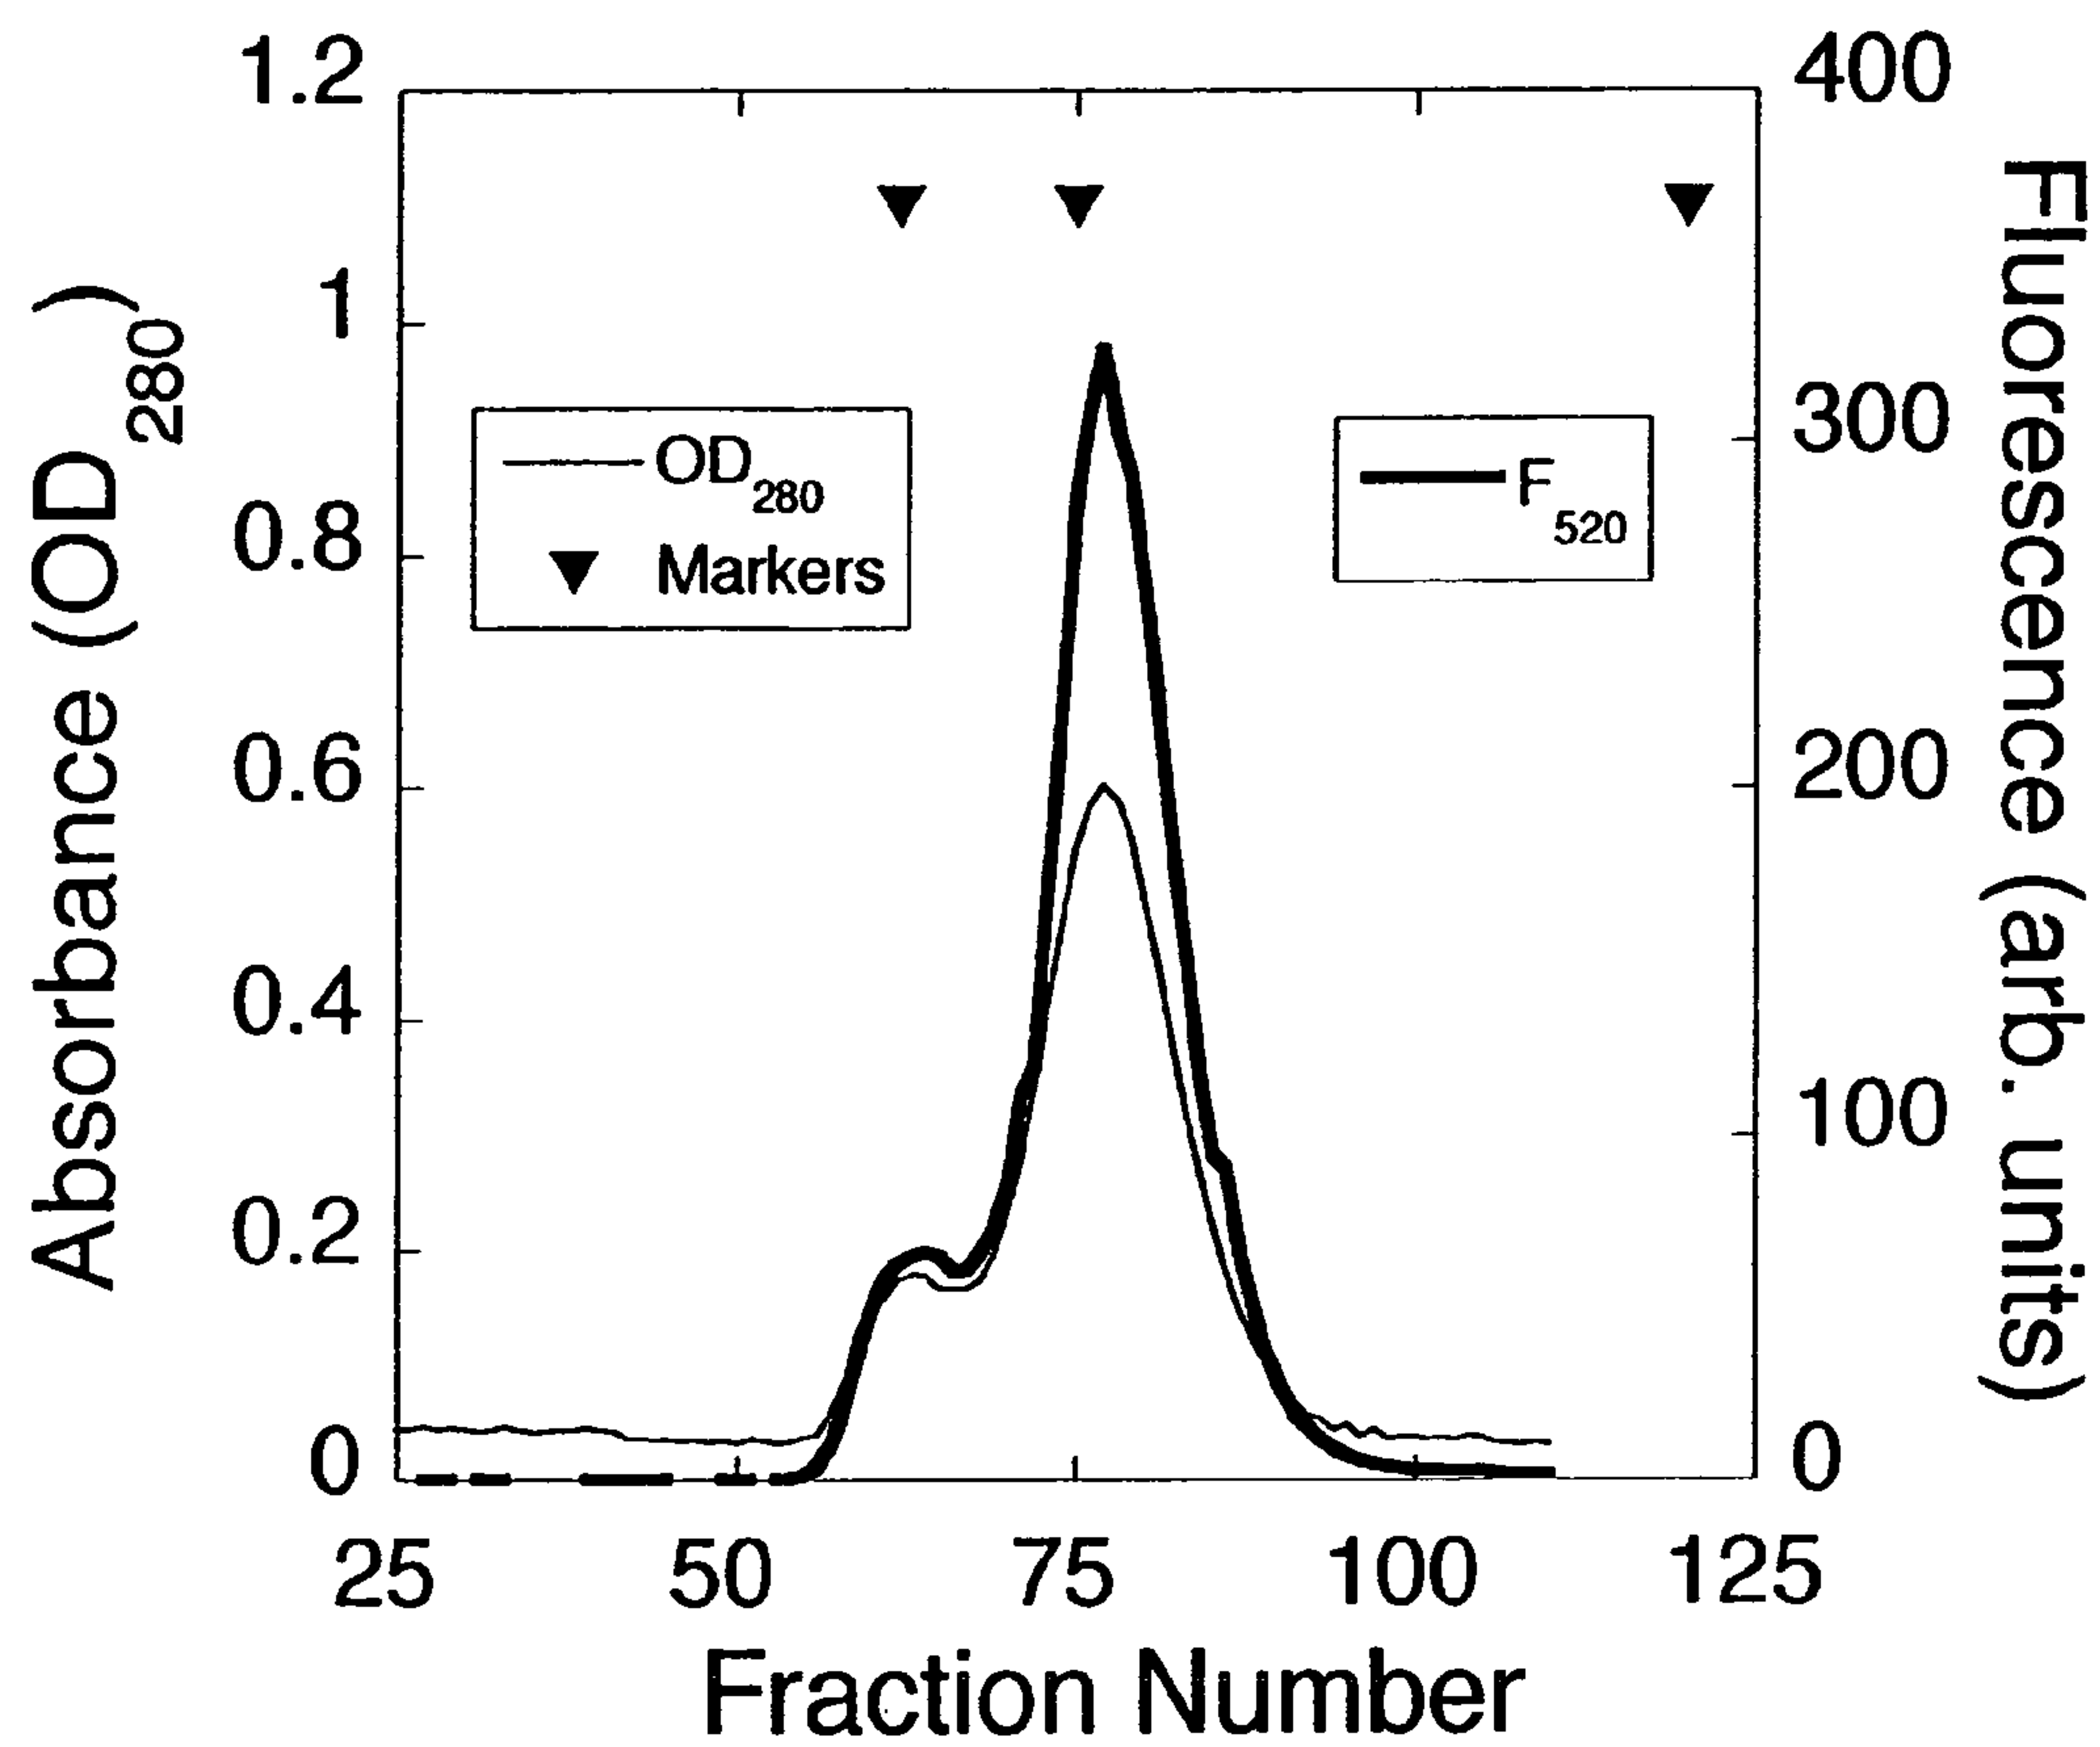 1.2
1
0.8
0.6
0.4
0.2
0
Absorbance (OD280)
400
300
200
100
0
Fluorescence (arb. units)
OD280
Markers
F520
25 50 75 100 125
Fraction Number